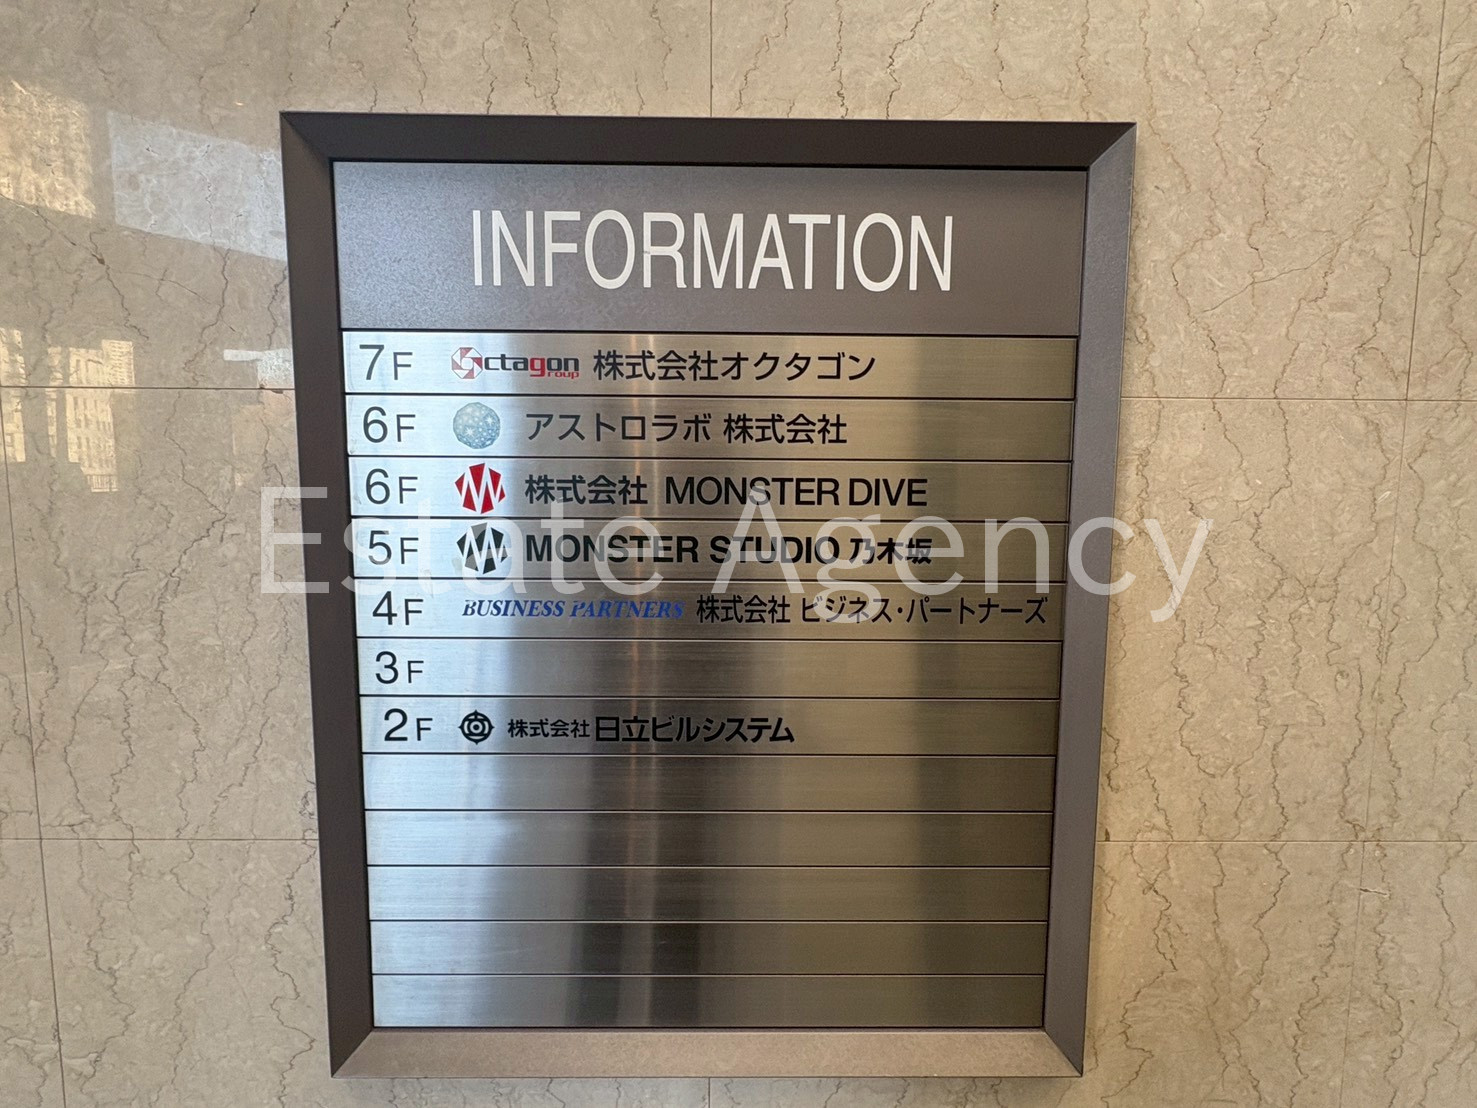 INFORMATION
7F Octagon Group 株式会社オクタゴン
6F アストロラボ 株式会社
6F 株式会社 MONSTER DIVE
5F MONSTER STUDIO 乃木坂
4F BUSINESS PARTNERS 株式会社 ビジネス・パートナーズ
3F
2F 株式会社 日立ビルシステム
Estate Agency